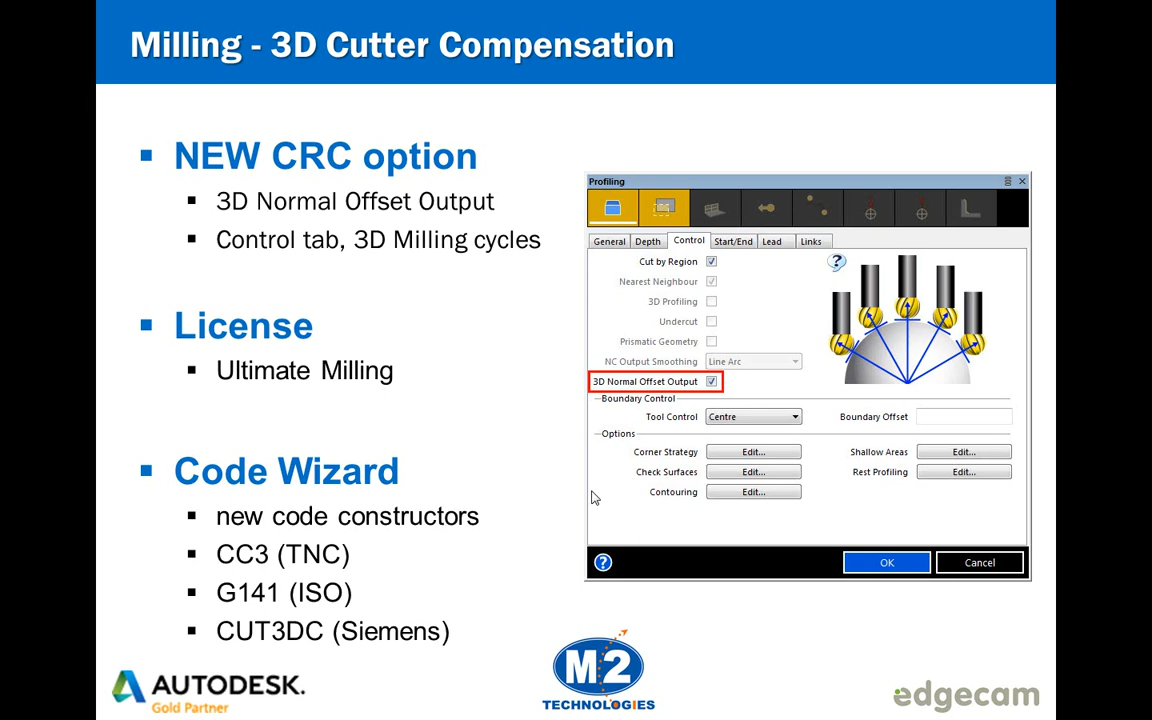 Milling - 3D Cutter Compensation
NEW CRC option
3D Normal Offset Output
Control tab, 3D Milling cycles
License
Ultimate Milling
Code Wizard
new code constructors
CC3 (TNC)
G141 (ISO)
CUT3DC (Siemens)
Profiling
General Depth Control Start/End Lead Links
Cut by Region
Nearest Neighbour
3D Profiling
Undercut
Prismatic Geometry
NC Output Smoothing Line Arc
3D Normal Offset Output
Boundary Control
Tool Control Centre Boundary Offset
Options
Corner Strategy Edit... Shallow Areas Edit...
Check Surfaces Edit... Rest Profiling Edit...
Contouring Edit...
? OK Cancel
AUTODESK.
Gold Partner
M2
TECHNOLOGIES
edgecam